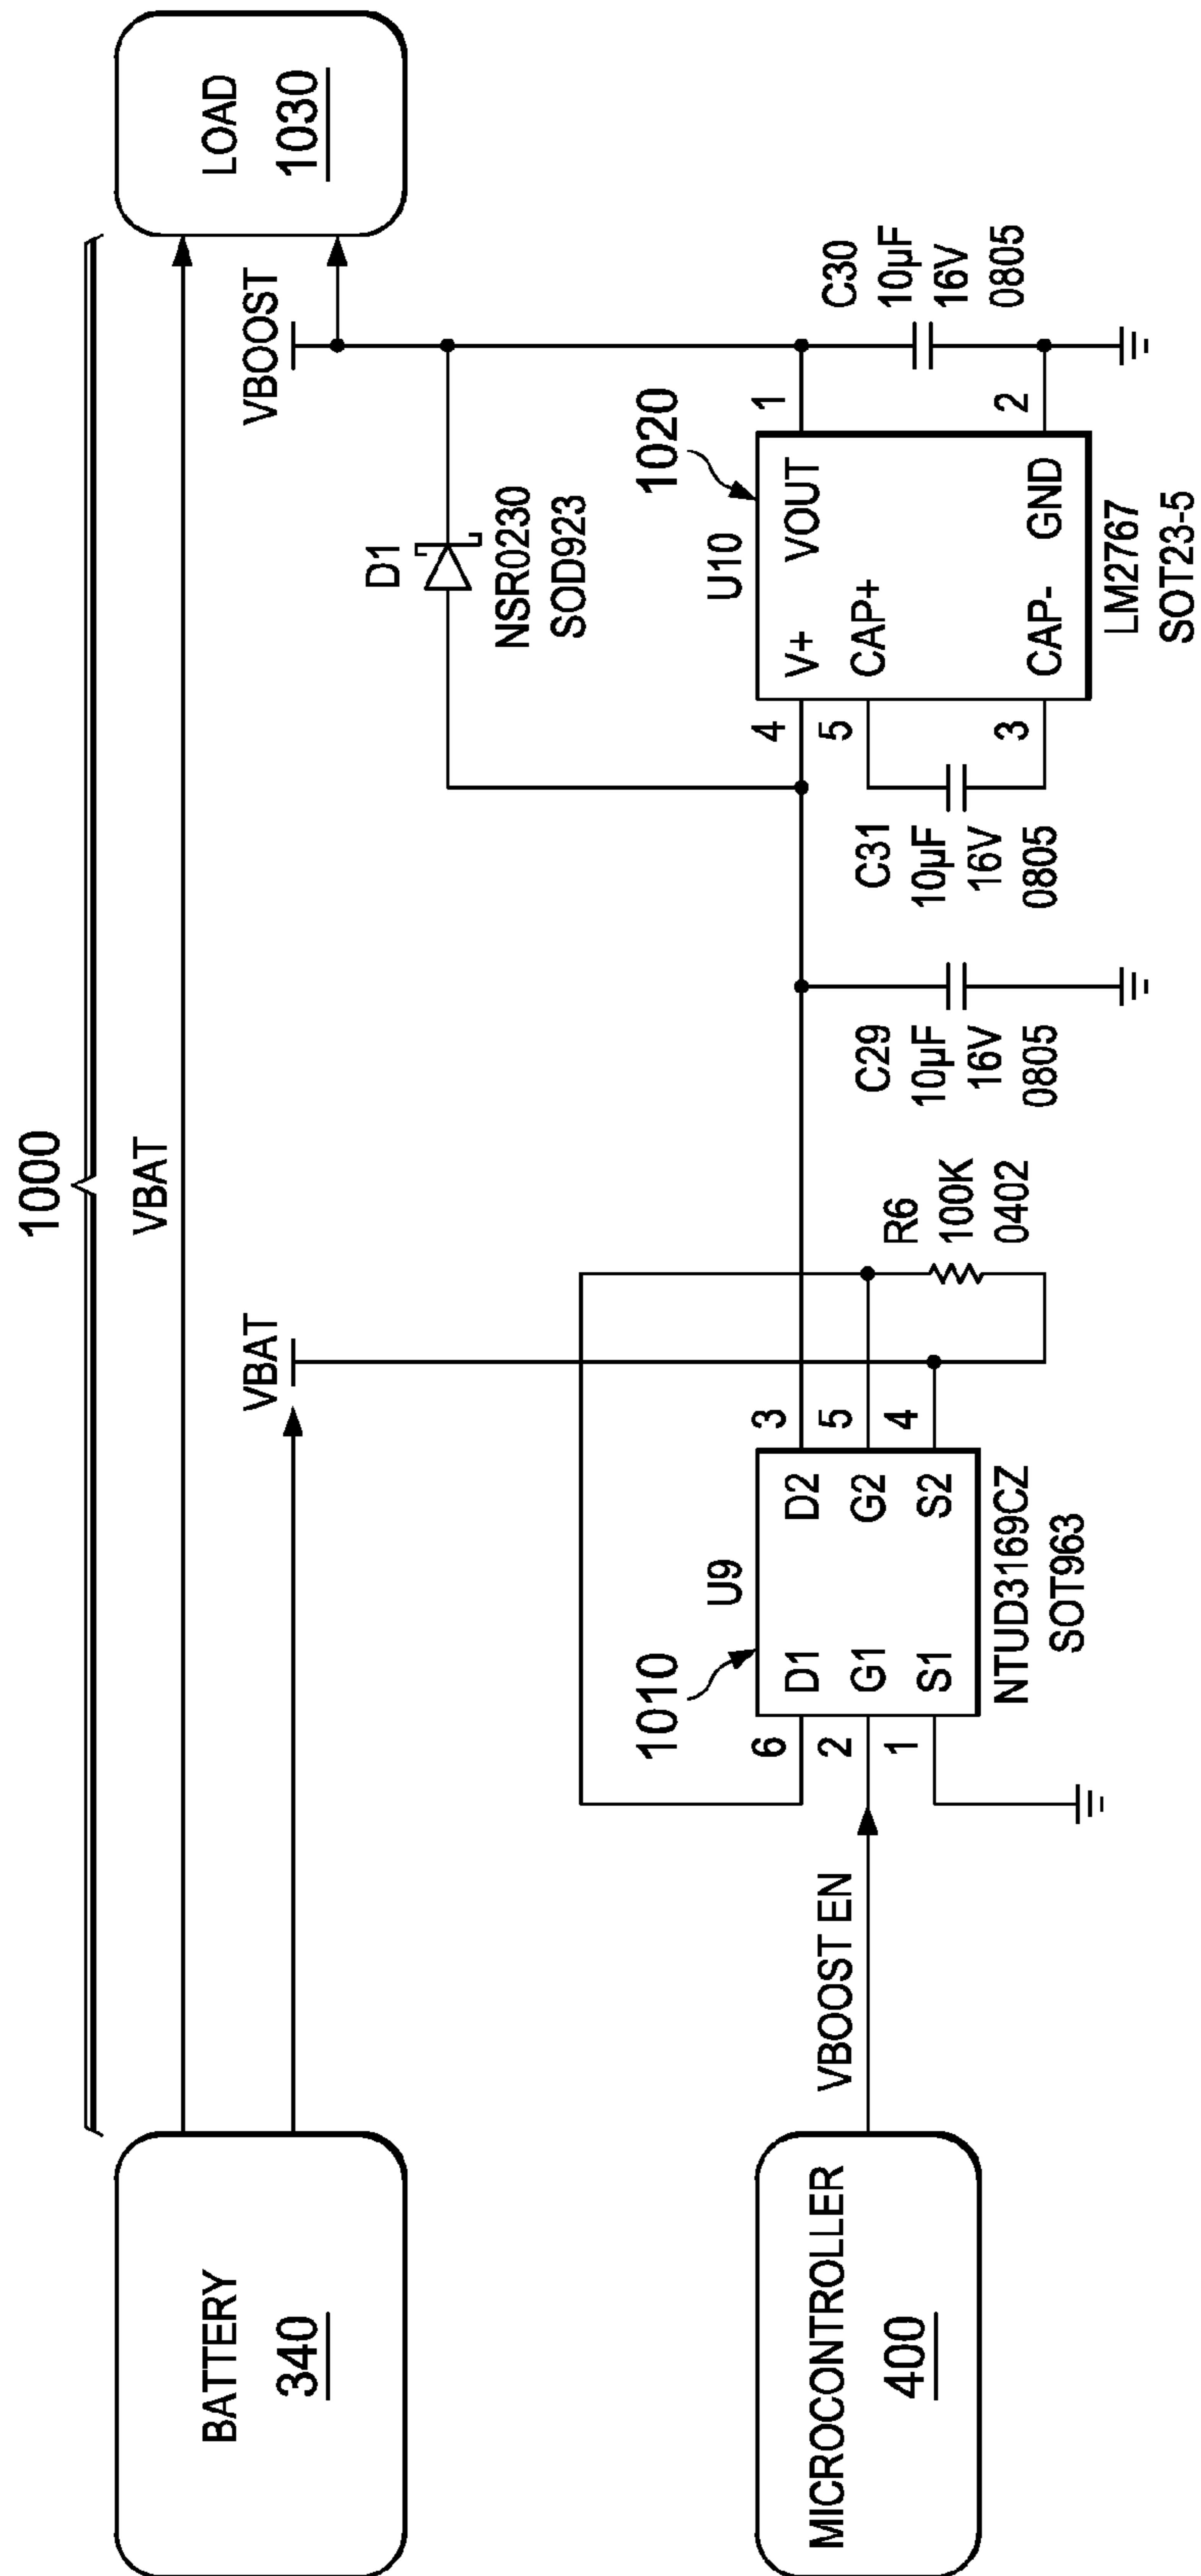 1000
BATTERY
340
VBAT
LOAD
1030
VBAT
VBOOST
MICROCONTROLLER
400
VBOOST EN
1010
U9
6
2
1
D1
G1
S1
D2
G2
S2
3
5
4
NTUD3169CZ
SOT963
R6
100K
0402
C29
10µF
16V
0805
D1
NSR0230
SOD923
C31
10µF
16V
0805
1020
U10
4
5
3
V+
CAP+
CAP-
VOUT
GND
1
2
LM2767
SOT23-5
C30
10µF
16V
0805